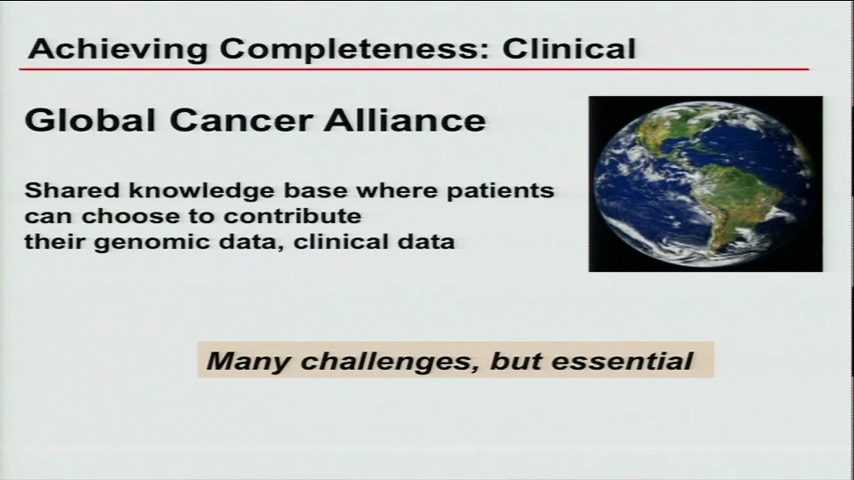 Achieving Completeness: Clinical
Global Cancer Alliance
Shared knowledge base where patients
can choose to contribute
their genomic data, clinical data
Many challenges, but essential